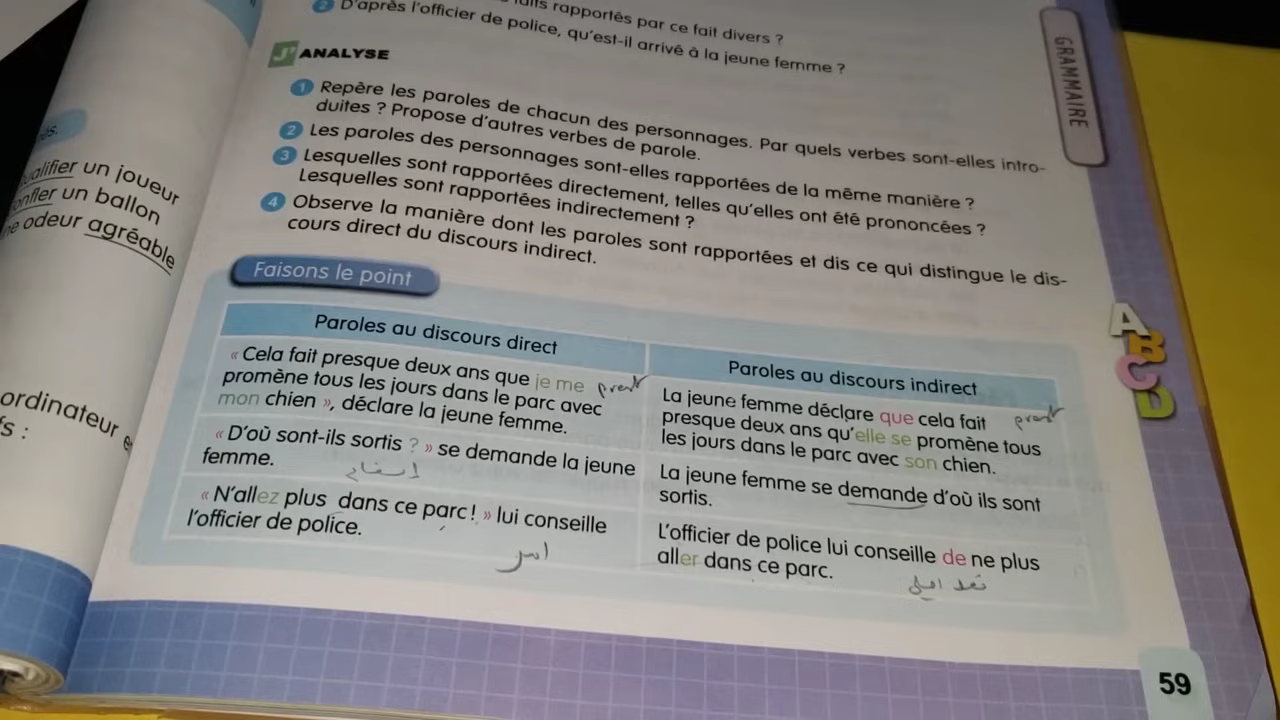 faits rapportés par ce fait divers ?
2 D'après l'officier de police, qu'est-il arrivé à la jeune femme ?
GRAMMAIRE
J' ANALYSE
1 Repère les paroles de chacun des personnages. Par quels verbes sont-elles intro-
duites ? Propose d'autres verbes de parole.
2 Les paroles des personnages sont-elles rapportées de la même manière ?
3 Lesquelles sont rapportées directement, telles qu'elles ont été prononcées ?
Lesquelles sont rapportées indirectement ?
4 Observe la manière dont les paroles sont rapportées et dis ce qui distingue le dis-
cours direct du discours indirect.
un joueur
un ballon
odeur agréable
ordinateur
Faisons le point
Paroles au discours direct
« Cela fait presque deux ans que je me
promène tous les jours dans le parc avec
mon chien », déclare la jeune femme.
« D'où sont-ils sortis ? » se demande la jeune
femme.
« N'allez plus dans ce parc ! » lui conseille
l'officier de police.
امر
Paroles au discours indirect
La jeune femme déclare que cela fait
presque deux ans qu'elle se promène tous
les jours dans le parc avec son chien.
La jeune femme se demande d'où ils sont
sortis.
L'officier de police lui conseille de ne plus
aller dans ce parc.
A
B
C
D
59